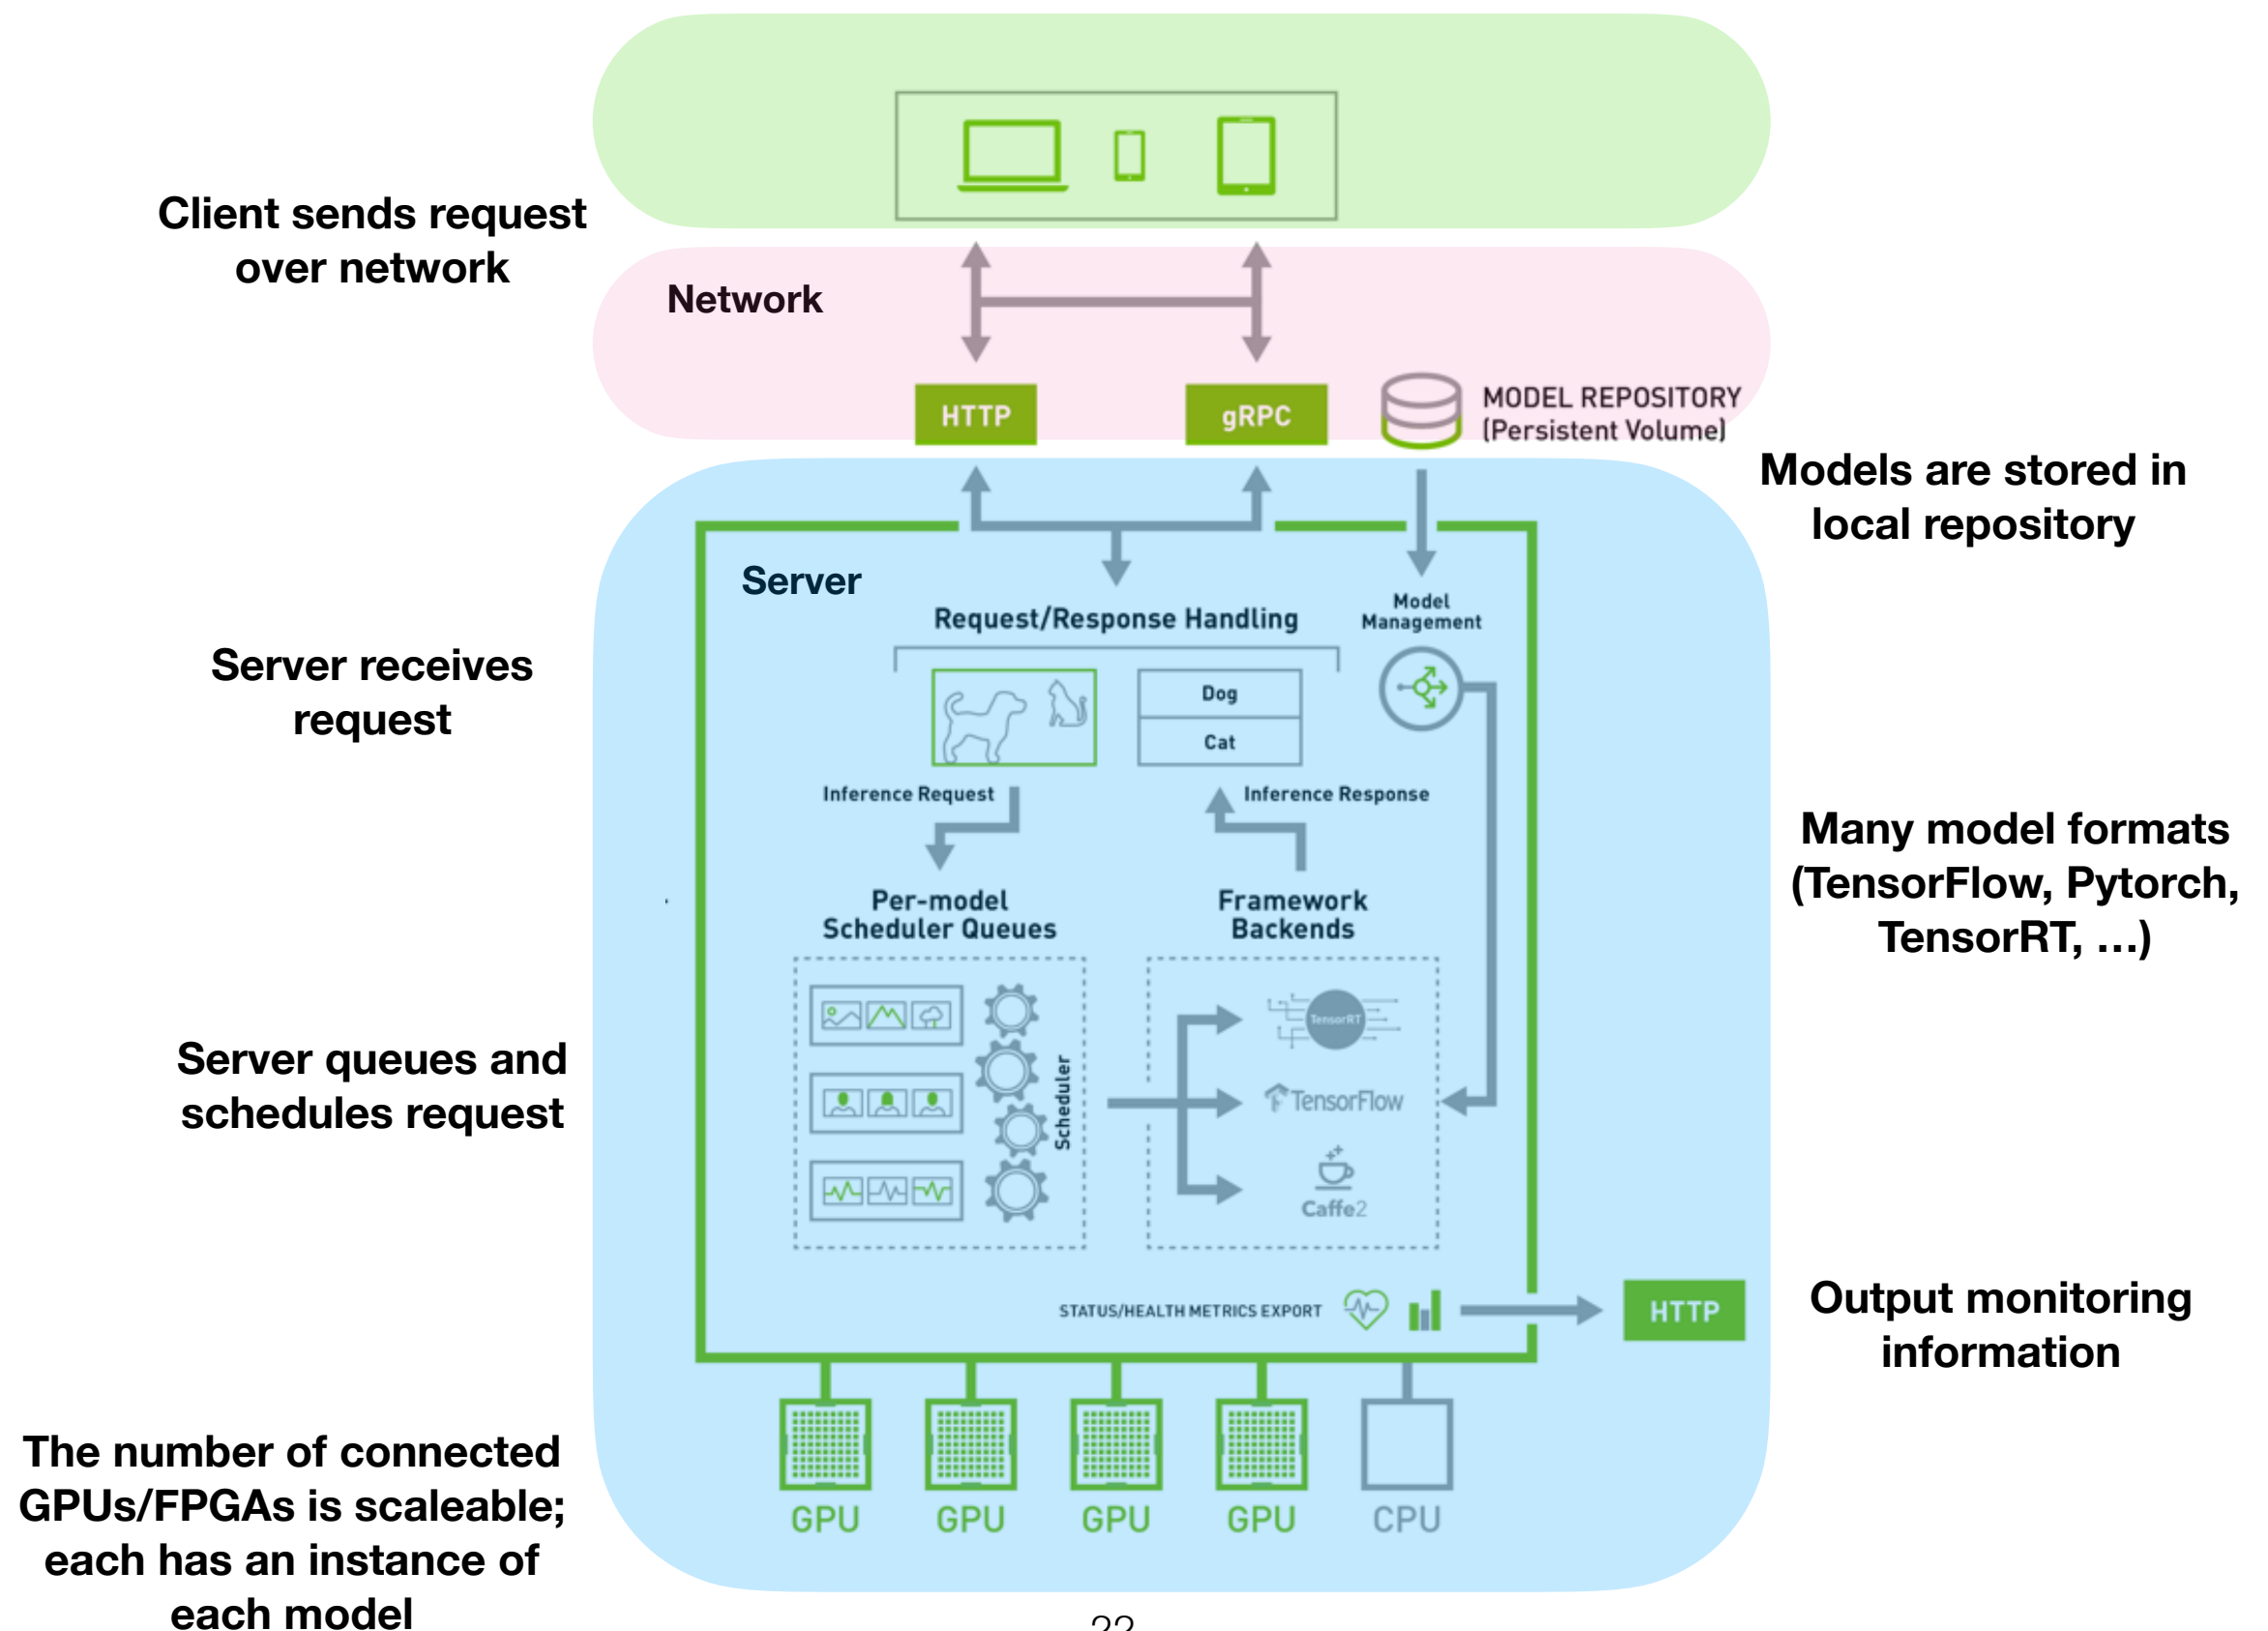 Client sends request
over network
Network
HTTP
gRPC
MODEL REPOSITORY
(Persistent Volume)
Models are stored in
local repository
Server
Request/Response Handling
Model
Management
Server receives
request
Dog
Cat
Inference Request
Inference Response
Many model formats
(TensorFlow, Pytorch,
TensorRT, ...)
Per-model
Scheduler Queues
Framework
Backends
Server queues and
schedules request
Scheduler
TensorRT
TensorFlow
Caffe2
STATUS/HEALTH METRICS EXPORT
HTTP
Output monitoring
information
The number of connected
GPUs/FPGAs is scaleable;
each has an instance of
each model
GPU
GPU
GPU
GPU
CPU
22